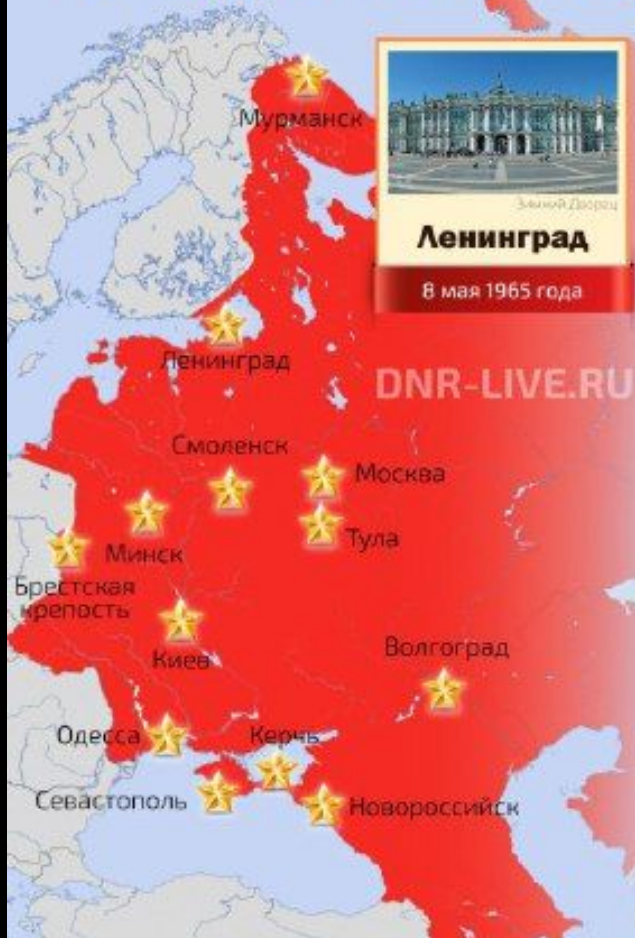 Мурманск
Зимний Дворец
Ленинград
8 мая 1965 года
Ленинград
DNR-LIVE.RU
Смоленск
Москва
Тула
Минск
Брестская
крепость
Киев
Волгоград
Одесса
Керчь
Севастополь
Новороссийск